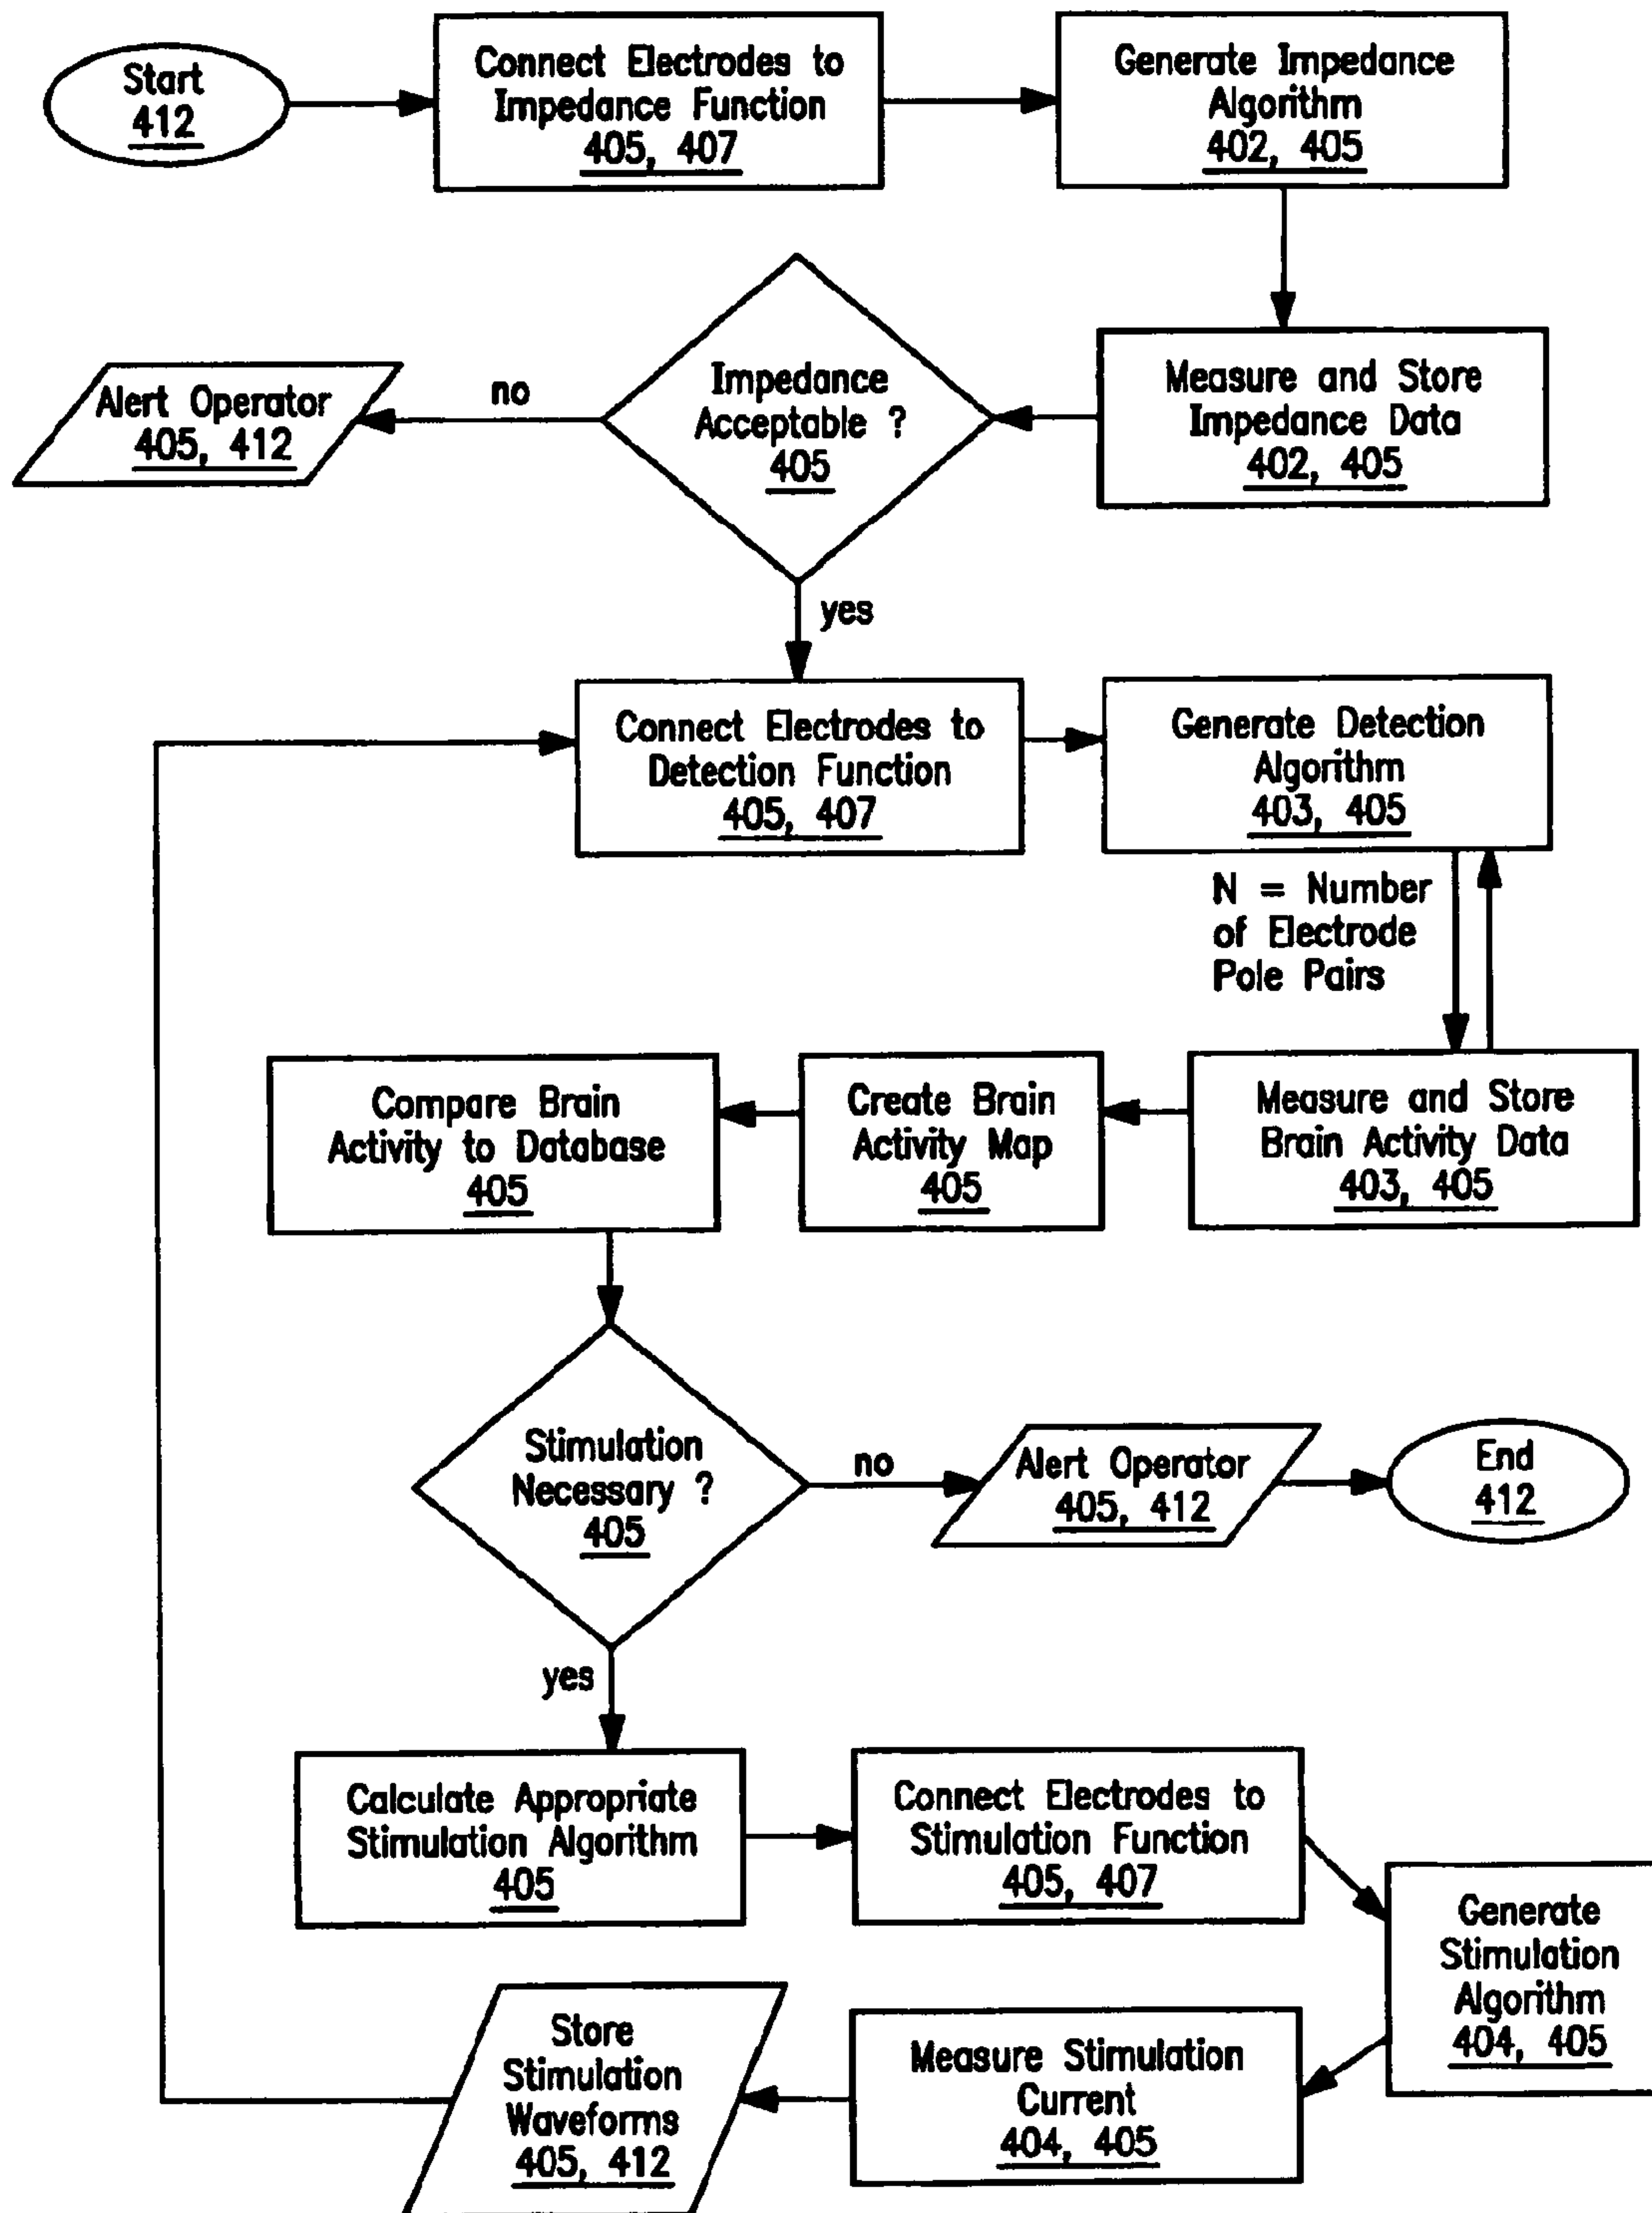 Start
412
Connect Electrodes to
Impedance Function
405, 407
Generate Impedance
Algorithm
402, 405
Measure and Store
Impedance Data
402, 405
Impedance
Acceptable ?
405
no
Alert Operator
405, 412
yes
Connect Electrodes to
Detection Function
405, 407
Generate Detection
Algorithm
403, 405
N = Number
of Electrode
Pole Pairs
Measure and Store
Brain Activity Data
403, 405
Create Brain
Activity Map
405
Compare Brain
Activity to Database
405
Stimulation
Necessary ?
405
no
Alert Operator
405, 412
End
412
yes
Calculate Appropriate
Stimulation Algorithm
405
Connect Electrodes to
Stimulation Function
405, 407
Generate
Stimulation
Algorithm
404, 405
Measure Stimulation
Current
404, 405
Store
Stimulation
Waveforms
405, 412